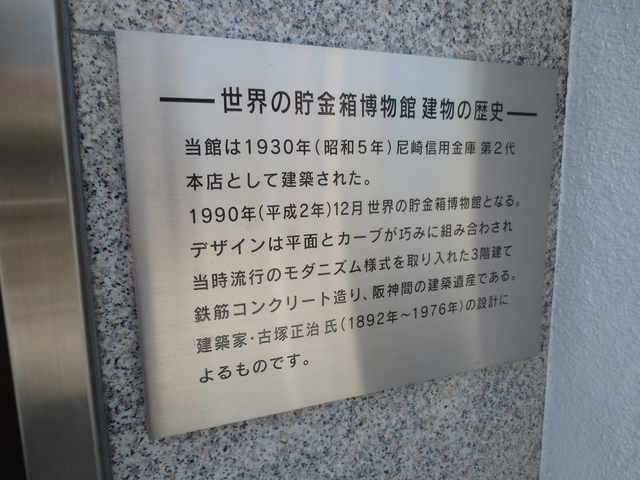 世界の貯金箱博物館 建物の歴史
当館は1930年(昭和5年)尼崎信用金庫 第2代
本店として建築された。
1990年(平成2年)12月 世界の貯金箱博物館となる。
デザインは平面とカーブが巧みに組み合わされ
当時流行のモダニズム様式を取り入れた3階建て
鉄筋コンクリート造り、阪神間の建築遺産である。
建築家・古塚正治 氏(1892年～1976年)の設計に
よるものです。